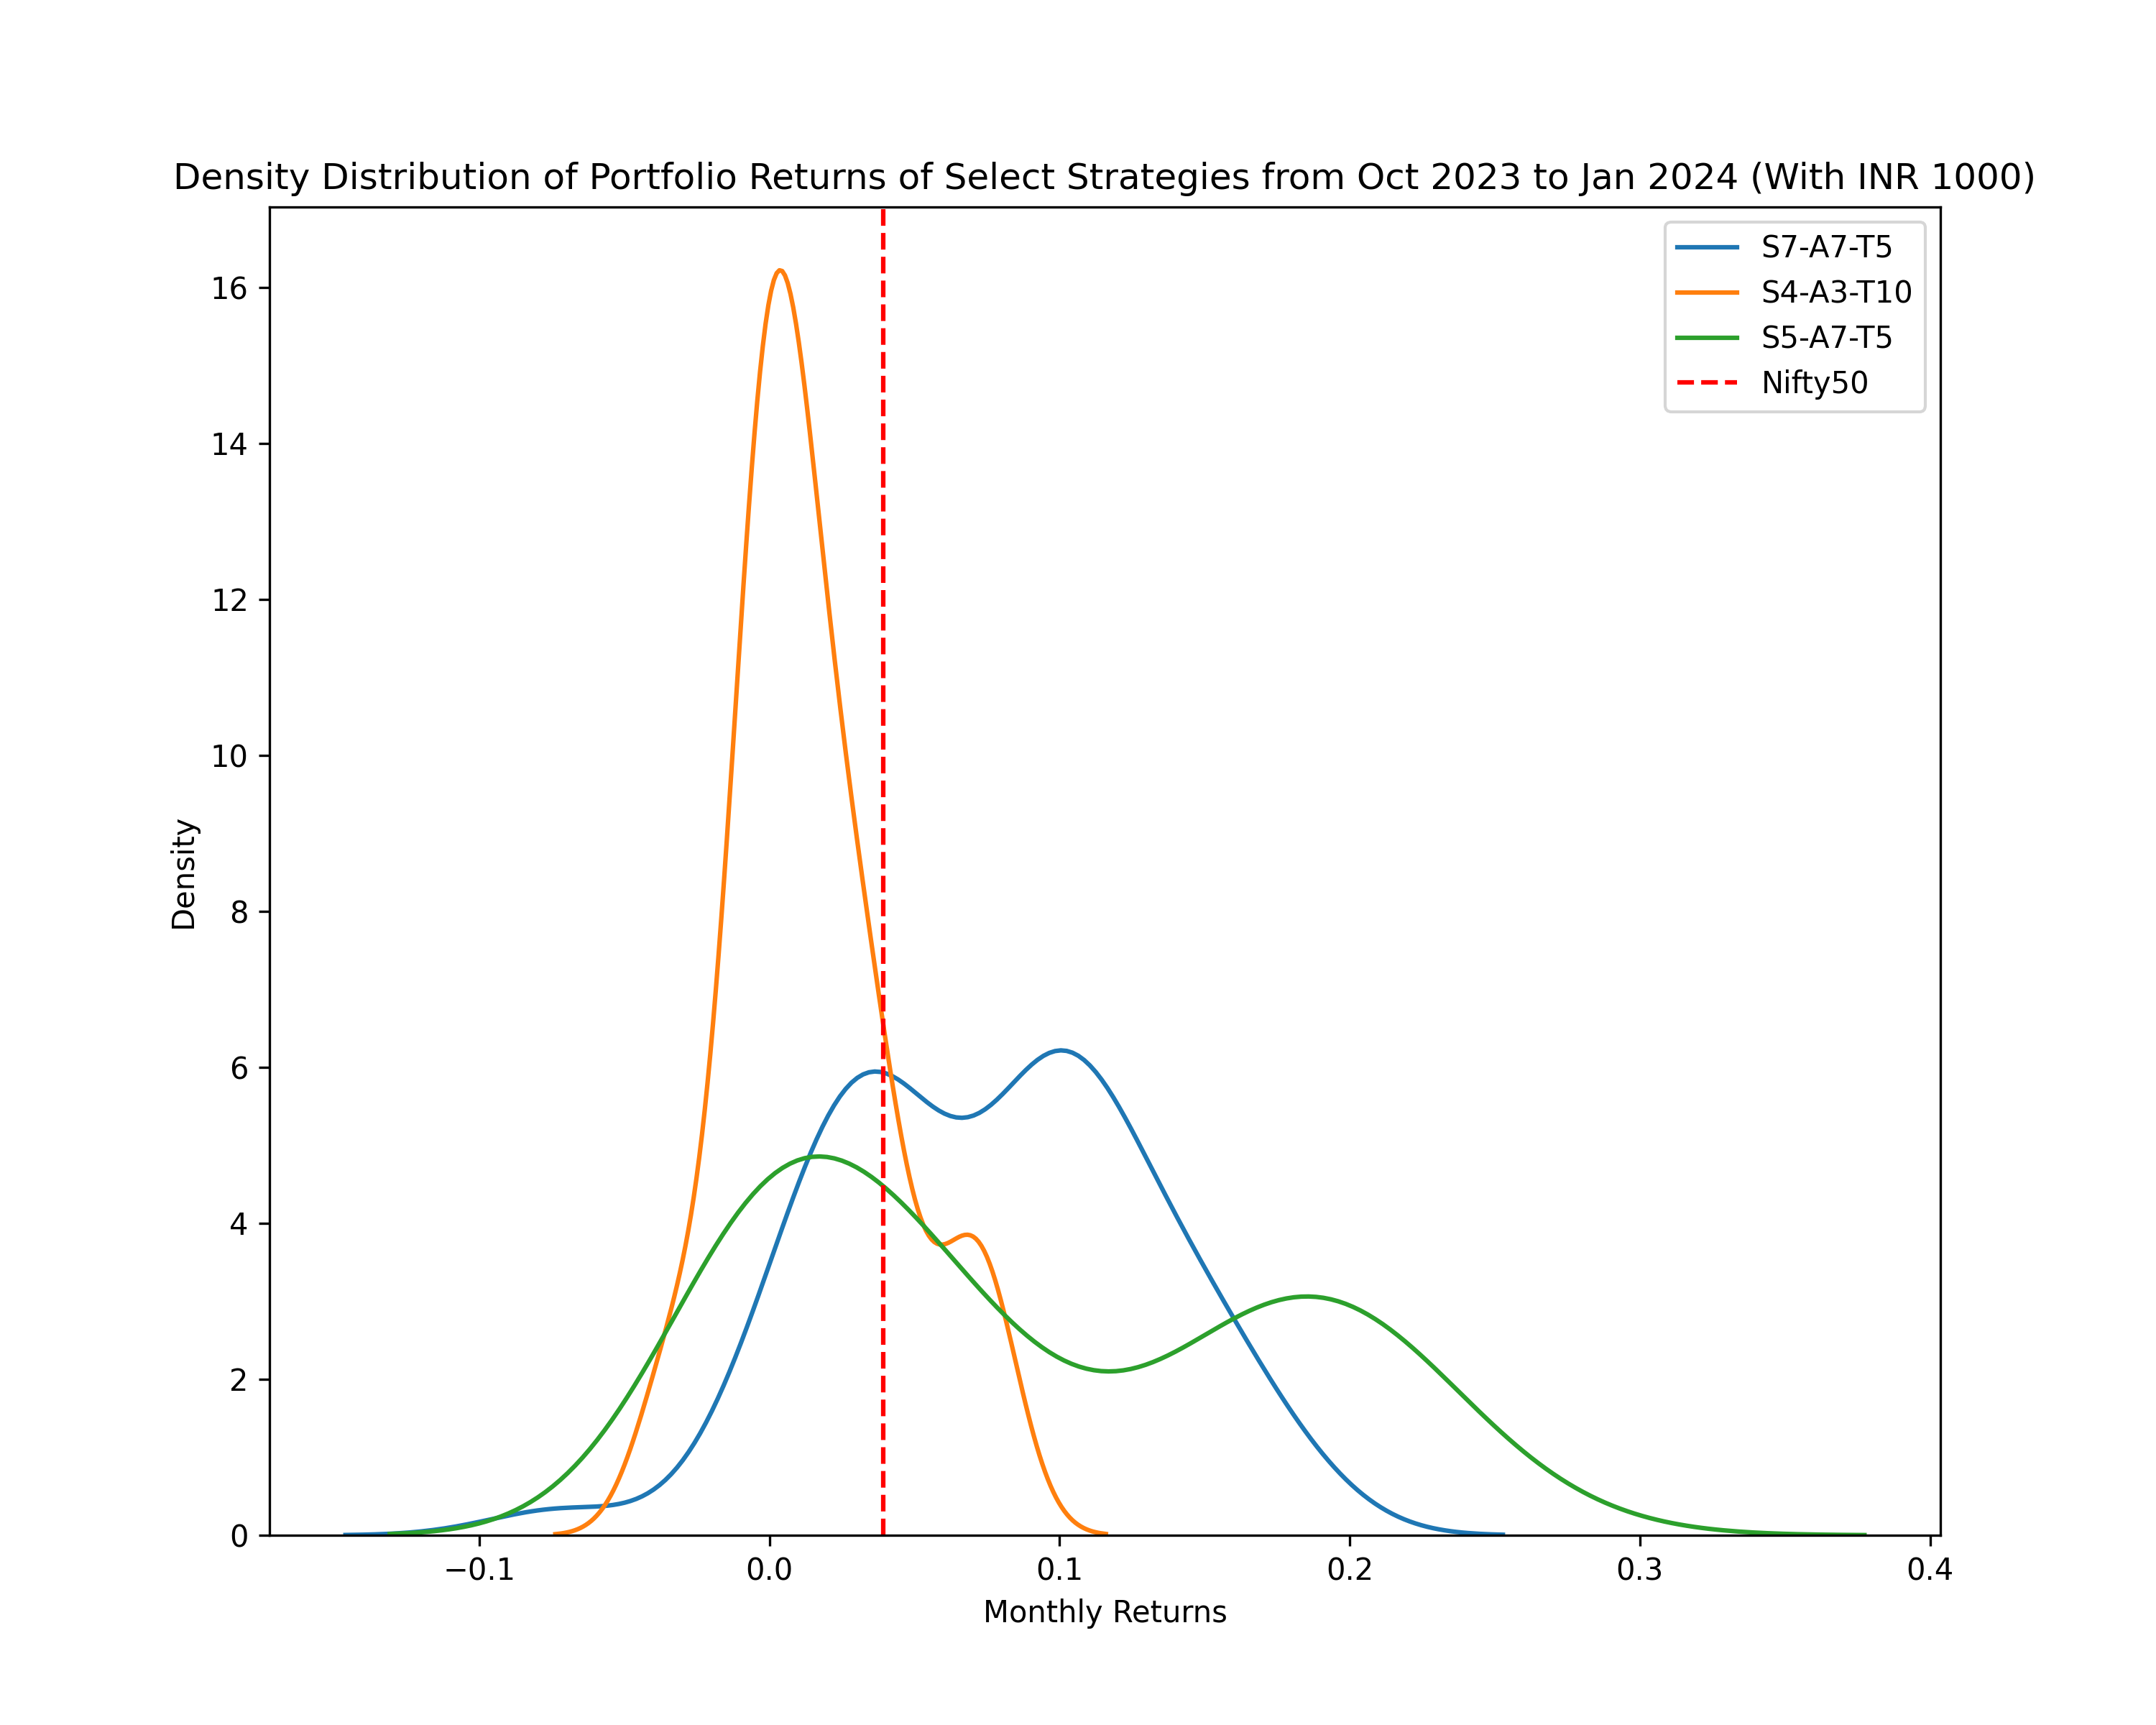 Density Distribution of Portfolio Returns of Select Strategies from Oct 2023 to Jan 2024 (With INR 1000)
S7-A7-T5
S4-A3-T10
S5-A7-T5
Nifty50
16
14
12
10
8
6
4
2
0
Density
−0.1 0.0 0.1 0.2 0.3 0.4
Monthly Returns